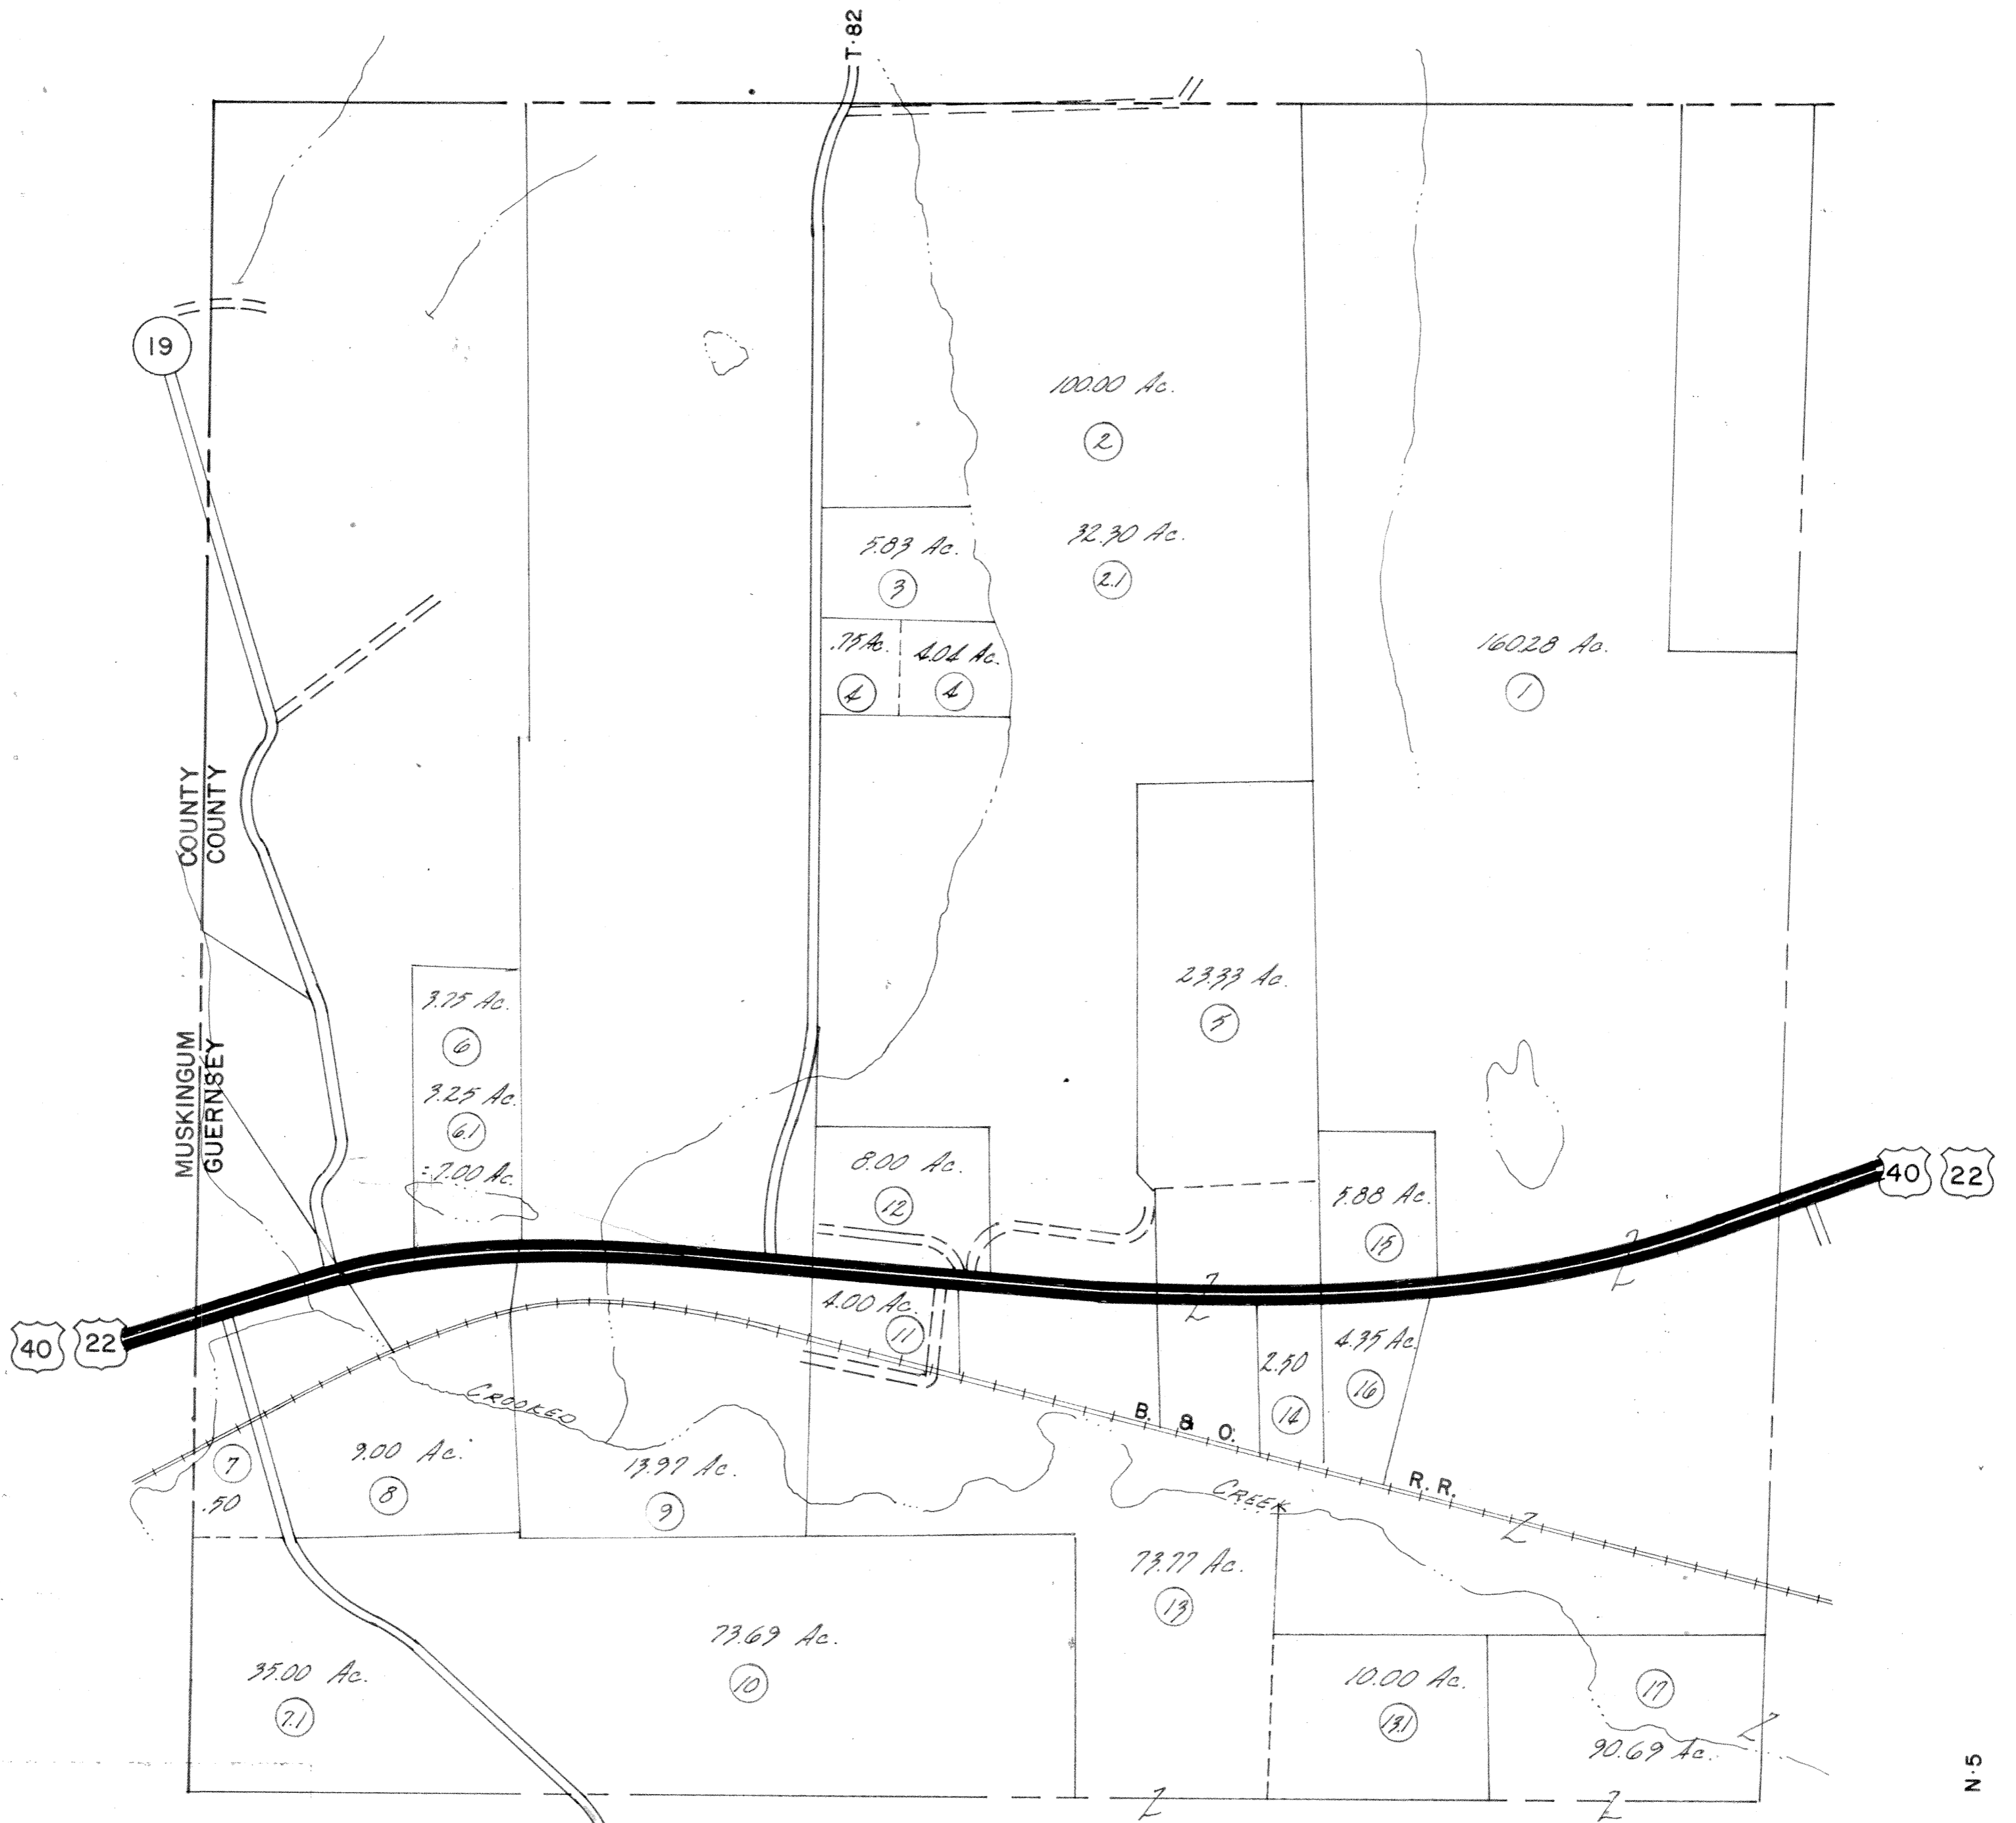 T-82
19
100.00 Ac.
2
5.83 Ac.
3
32.30 Ac.
2.1
.75 Ac.
4
4.04 Ac.
4
160.28 Ac.
1
COUNTY
COUNTY
MUSKINGUM
GUERNSEY
3.75 Ac.
6
3.25 Ac.
6.1
=7.00 Ac.
23.33 Ac.
5
8.00 Ac.
12
5.88 Ac.
15
40 22
40 22
4.00 Ac.
11
2.50
14
4.35 Ac.
16
CROOKED
B. & O.
R. R.
7
.50
9.00 Ac.
8
13.97 Ac.
9
CREEK
73.77 Ac.
13
35.00 Ac.
7.1
73.69 Ac.
10
10.00 Ac.
13.1
17
90.69 Ac.
N-5